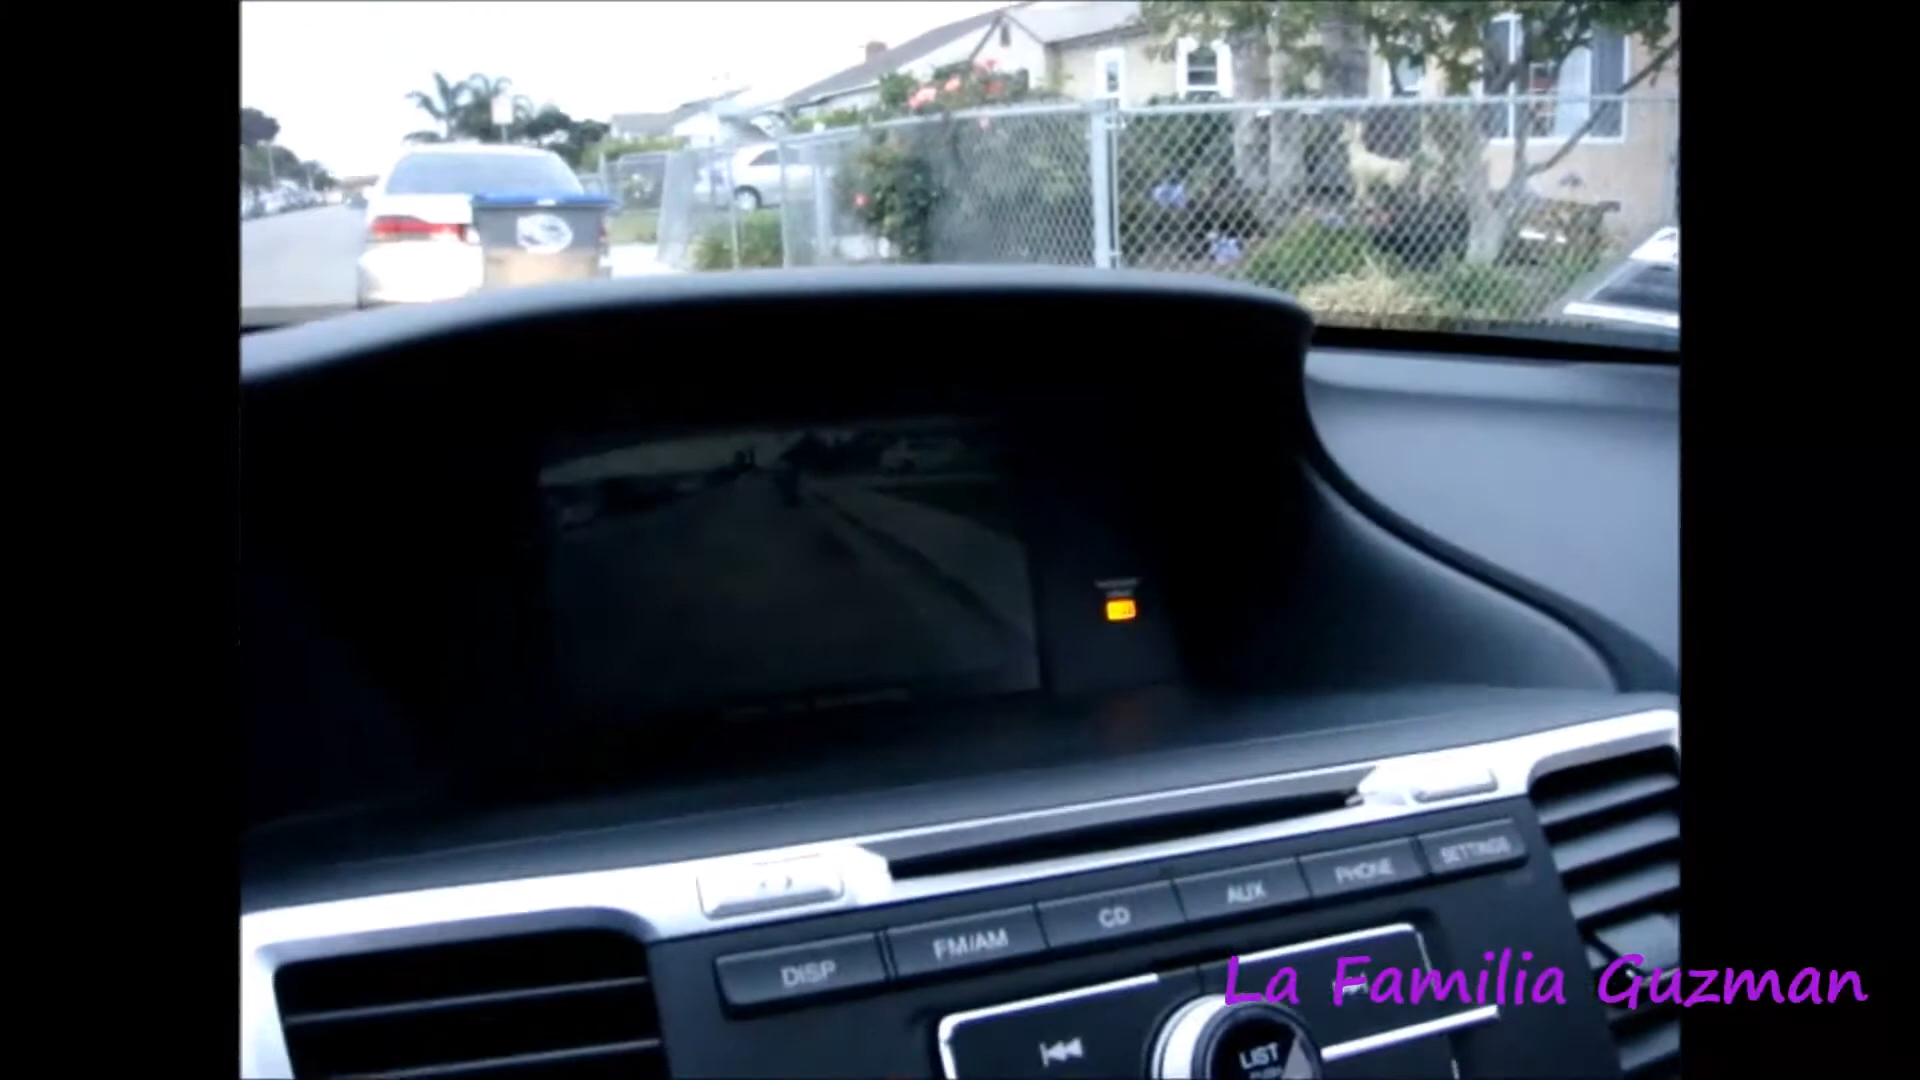 DISP
FM/AM
CD
AUX
PHONE
SETTINGS
LIST
La Familia Guzman